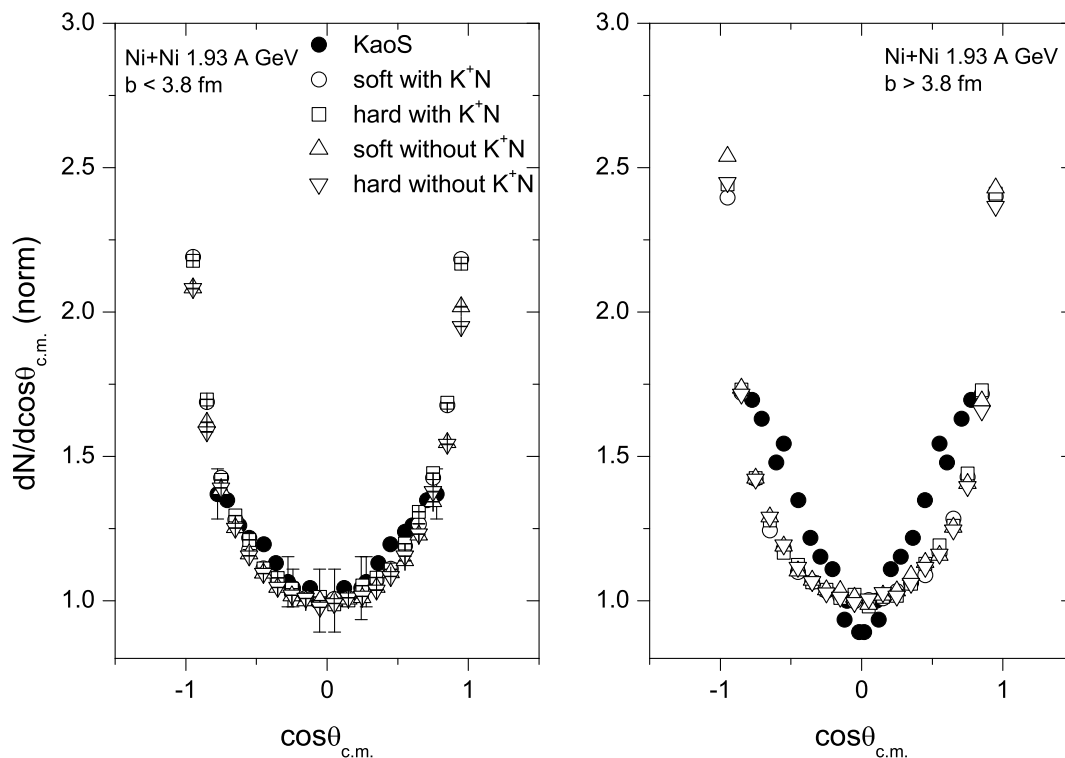 Ni+Ni 1.93 A GeV
b < 3.8 fm
KaoS
soft with K⁺N
hard with K⁺N
soft without K⁺N
hard without K⁺N
3.0
2.5
2.0
1.5
1.0
-1
0
1
dN/dcosθc.m. (norm)
cosθc.m.
Ni+Ni 1.93 A GeV
b > 3.8 fm
3.0
2.5
2.0
1.5
1.0
-1
0
1
cosθc.m.